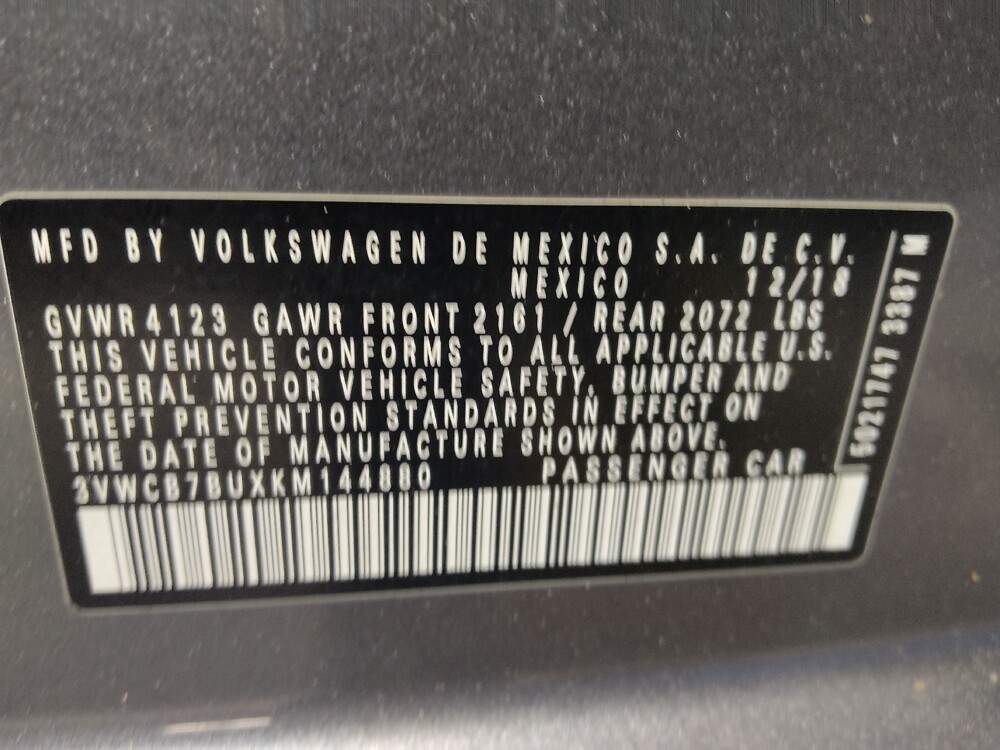 MFD BY VOLKSWAGEN DE MEXICO S.A. DE C.V.
MEXICO 12/18
GVWR 4123 GAWR FRONT 2161 / REAR 2072 LBS
THIS VEHICLE CONFORMS TO ALL APPLICABLE U.S.
FEDERAL MOTOR VEHICLE SAFETY, BUMPER AND
THEFT PREVENTION STANDARDS IN EFFECT ON
THE DATE OF MANUFACTURE SHOWN ABOVE.
3VWCB7BUXKM144880 PASSENGER CAR
5021747 3387 M